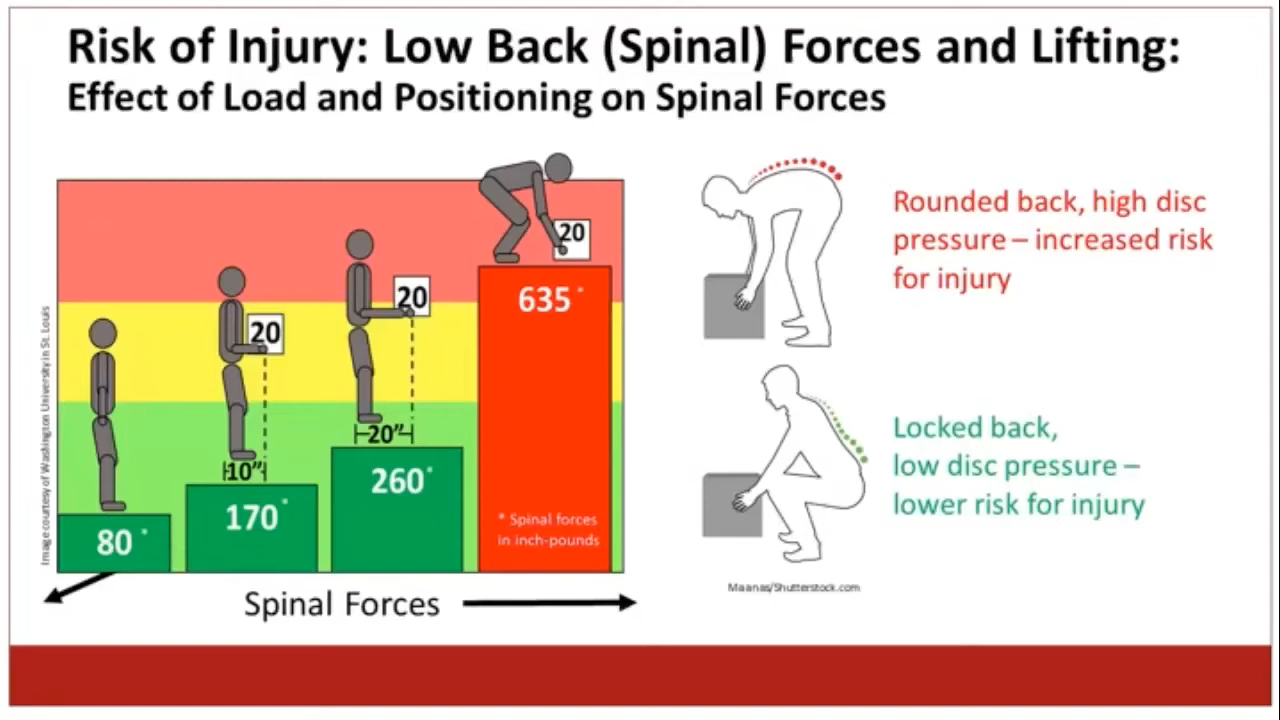 Risk of Injury: Low Back (Spinal) Forces and Lifting:
Effect of Load and Positioning on Spinal Forces
Image courtesy of Washington University in St. Louis
80 *
10”
20
170 *
20”
20
260 *
20
635 *
* Spinal forces
in inch-pounds
Spinal Forces
Rounded back, high disc
pressure – increased risk
for injury
Locked back,
low disc pressure –
lower risk for injury
Maanas/Shutterstock.com